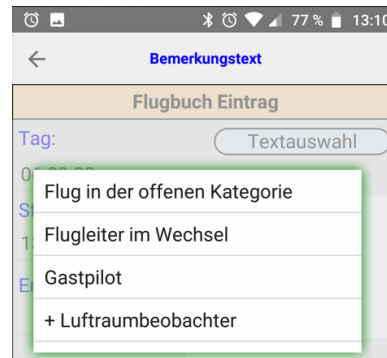 77 % 13:10
Bemerkungstext
Flugbuch Eintrag
Tag: Textauswahl
Flug in der offenen Kategorie
Flugleiter im Wechsel
Gastpilot
+ Luftraumbeobachter